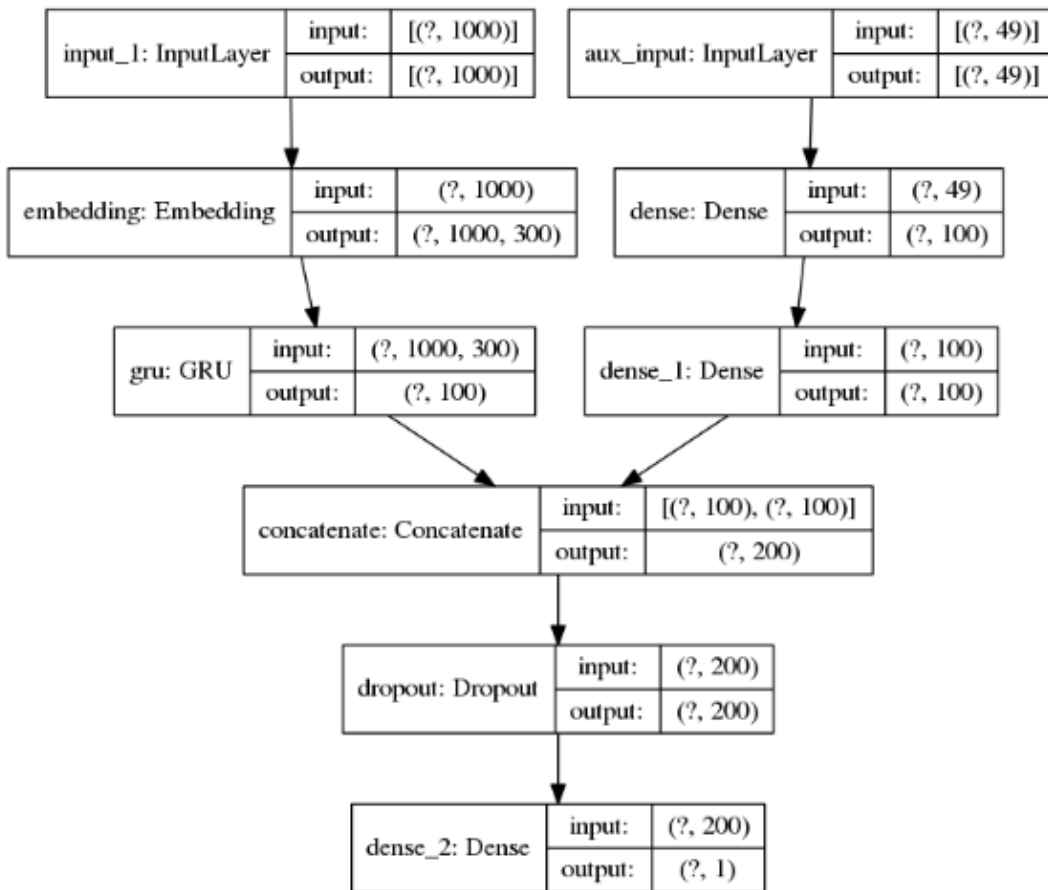 input_1: InputLayer
input: [(?, 1000)]
output: [(?, 1000)]
aux_input: InputLayer
input: [(?, 49)]
output: [(?, 49)]
embedding: Embedding
input: (?, 1000)
output: (?, 1000, 300)
dense: Dense
input: (?, 49)
output: (?, 100)
gru: GRU
input: (?, 1000, 300)
output: (?, 100)
dense_1: Dense
input: (?, 100)
output: (?, 100)
concatenate: Concatenate
input: [(?, 100), (?, 100)]
output: (?, 200)
dropout: Dropout
input: (?, 200)
output: (?, 200)
dense_2: Dense
input: (?, 200)
output: (?, 1)